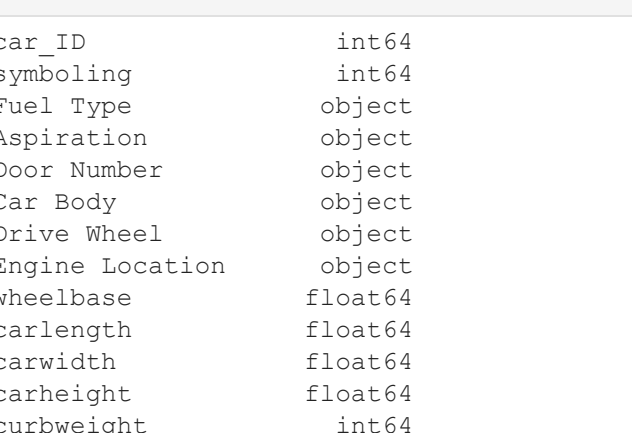 car_ID int64
symboling int64
Fuel Type object
Aspiration object
Door Number object
Car Body object
Drive Wheel object
Engine Location object
wheelbase float64
carlength float64
carwidth float64
carheight float64
curbweight int64